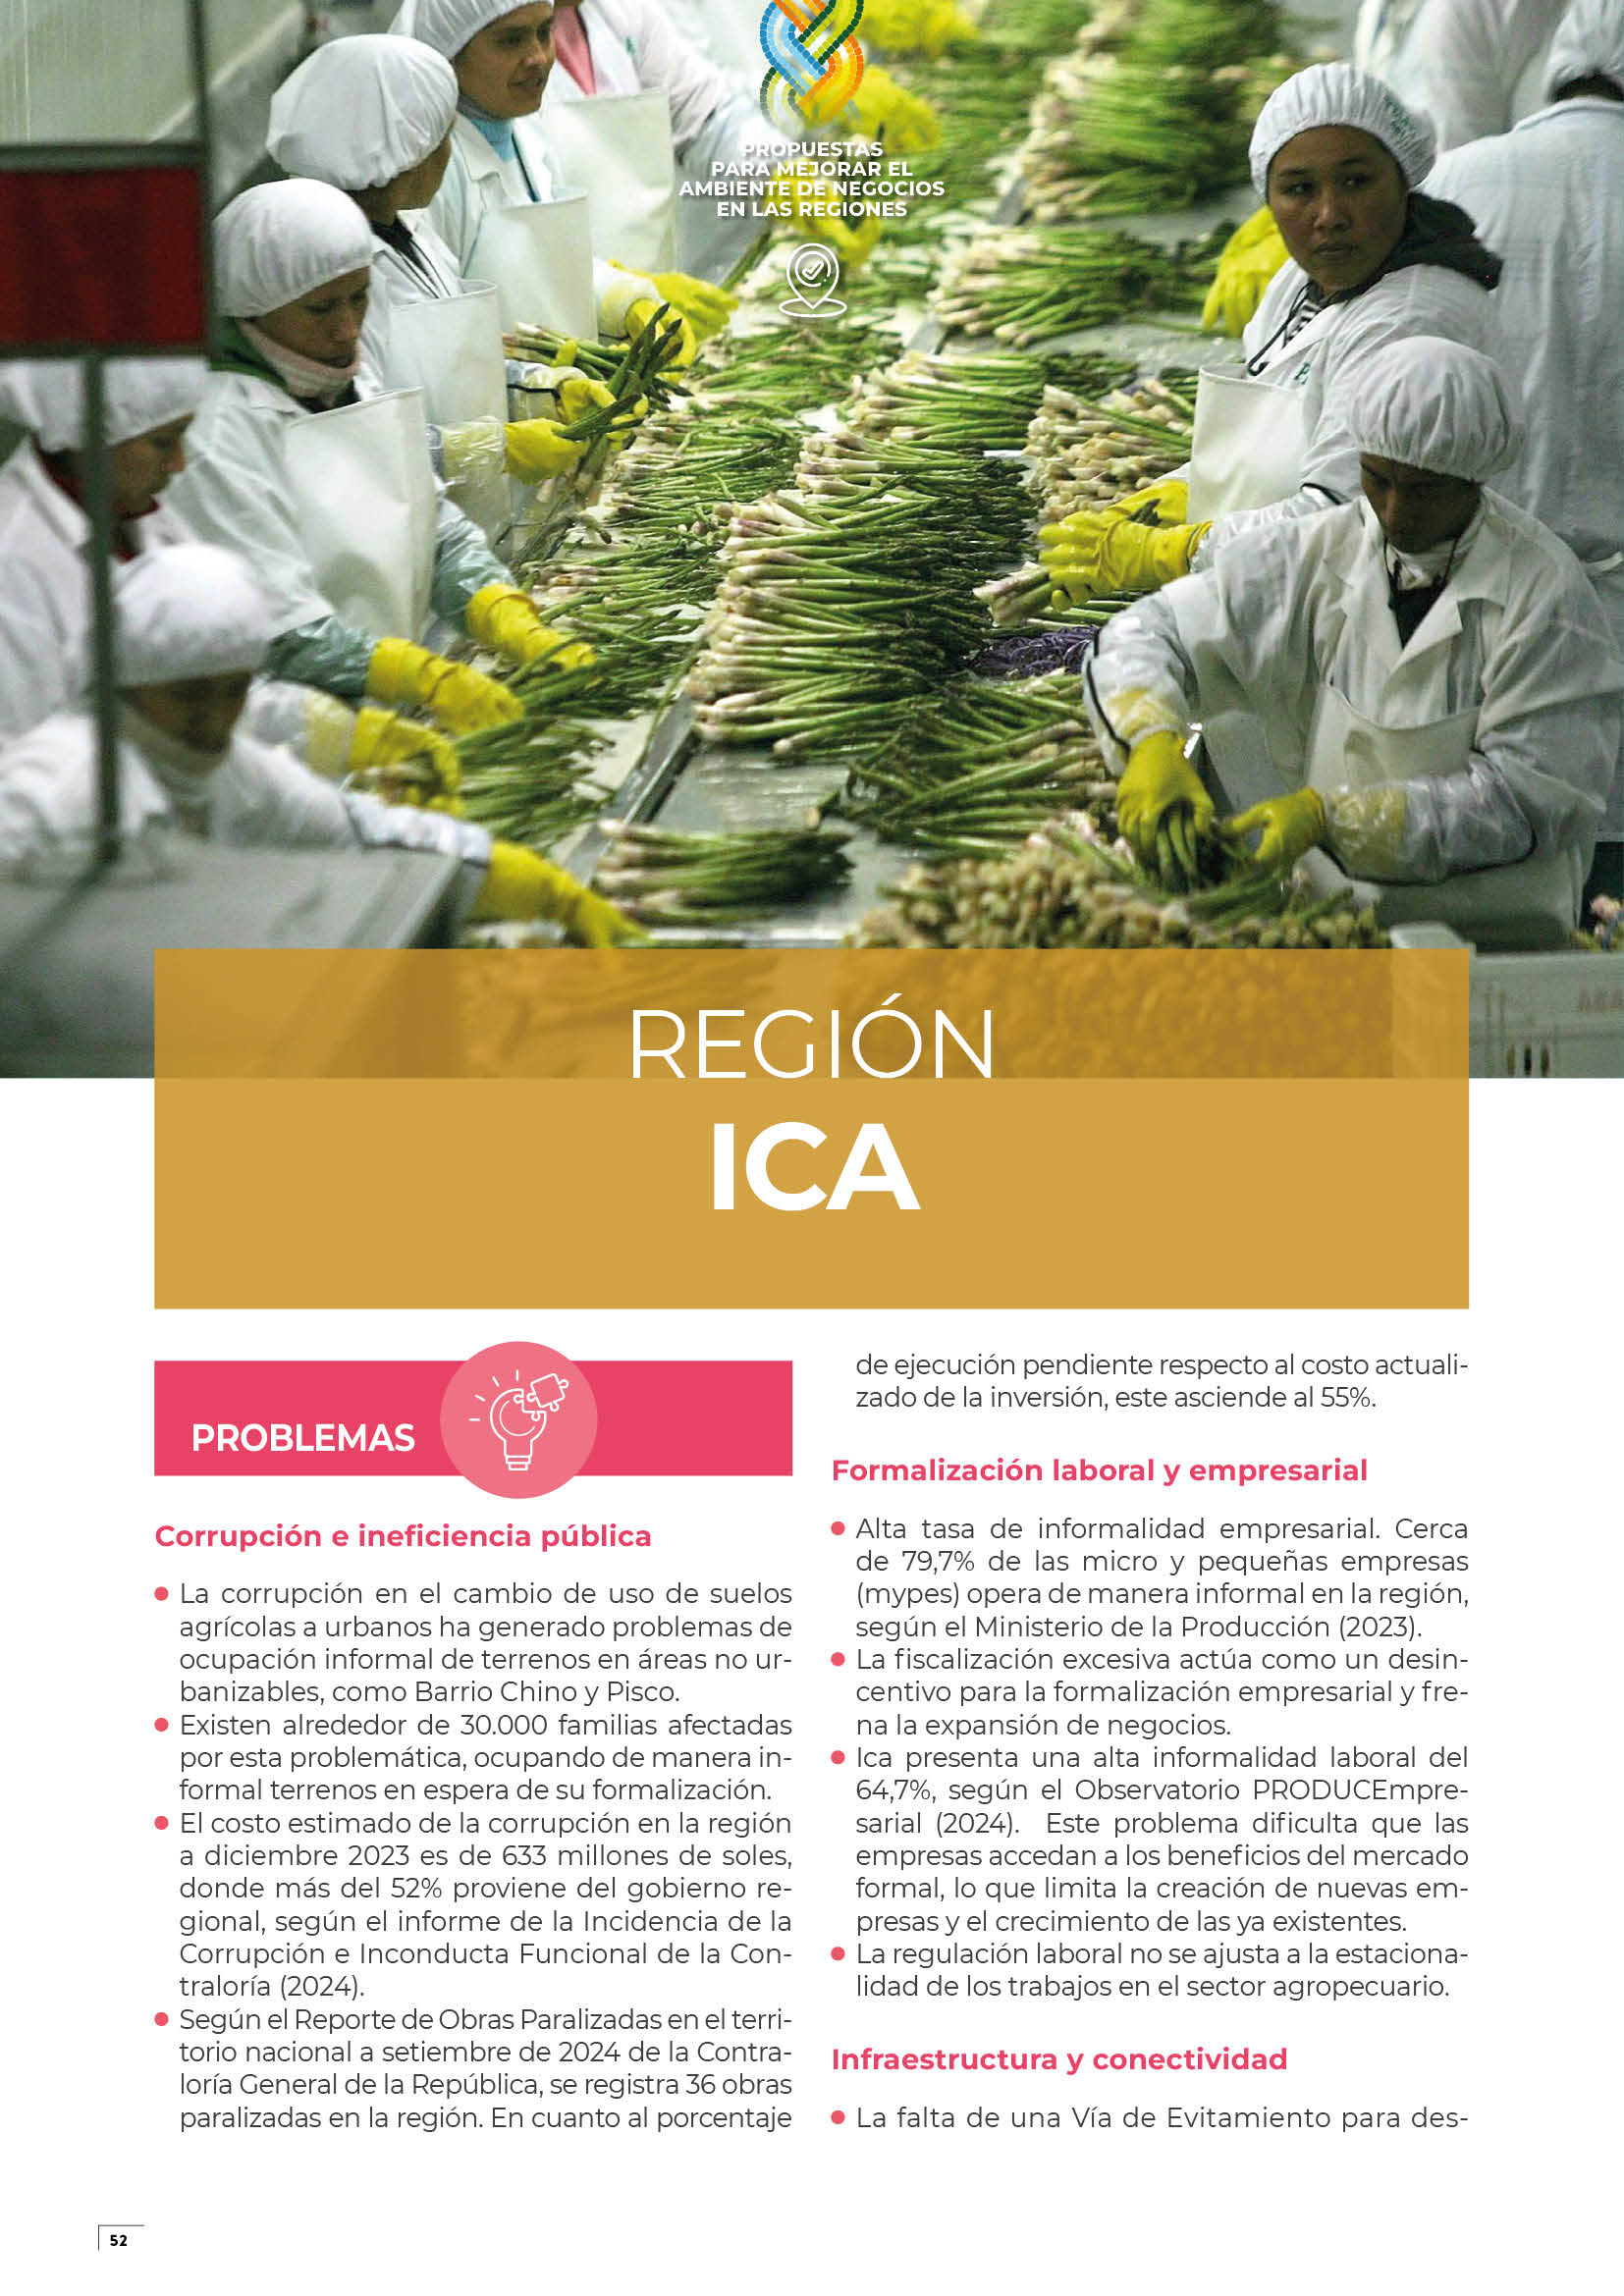 PROPUESTAS
PARA MEJORAR EL
AMBIENTE DE NEGOCIOS
EN LAS REGIONES
REGIÓN
ICA
PROBLEMAS
Corrupción e ineficiencia pública
● La corrupción en el cambio de uso de suelos
agrícolas a urbanos ha generado problemas de
ocupación informal de terrenos en áreas no ur-
banizables, como Barrio Chino y Pisco.
● Existen alrededor de 30.000 familias afectadas
por esta problemática, ocupando de manera in-
formal terrenos en espera de su formalización.
● El costo estimado de la corrupción en la región
a diciembre 2023 es de 633 millones de soles,
donde más del 52% proviene del gobierno re-
gional, según el informe de la Incidencia de la
Corrupción e Inconducta Funcional de la Con-
traloría (2024).
● Según el Reporte de Obras Paralizadas en el terri-
torio nacional a setiembre de 2024 de la Contra-
loría General de la República, se registra 36 obras
paralizadas en la región. En cuanto al porcentaje
de ejecución pendiente respecto al costo actuali-
zado de la inversión, este asciende al 55%.
Formalización laboral y empresarial
● Alta tasa de informalidad empresarial. Cerca
de 79,7% de las micro y pequeñas empresas
(mypes) opera de manera informal en la región,
según el Ministerio de la Producción (2023).
● La fiscalización excesiva actúa como un desin-
centivo para la formalización empresarial y fre-
na la expansión de negocios.
● Ica presenta una alta informalidad laboral del
64,7%, según el Observatorio PRODUCEmpre-
sarial (2024). Este problema dificulta que las
empresas accedan a los beneficios del mercado
formal, lo que limita la creación de nuevas em-
presas y el crecimiento de las ya existentes.
● La regulación laboral no se ajusta a la estaciona-
lidad de los trabajos en el sector agropecuario.
Infraestructura y conectividad
● La falta de una Vía de Evitamiento para des-
52